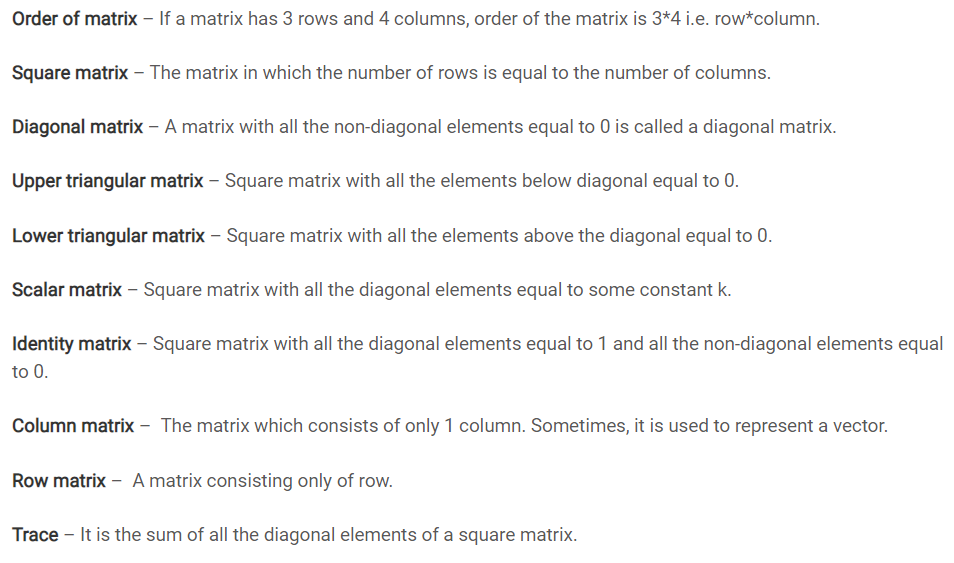 Order of matrix – If a matrix has 3 rows and 4 columns, order of the matrix is 3*4 i.e. row*column.
Square matrix – The matrix in which the number of rows is equal to the number of columns.
Diagonal matrix – A matrix with all the non-diagonal elements equal to 0 is called a diagonal matrix.
Upper triangular matrix – Square matrix with all the elements below diagonal equal to 0.
Lower triangular matrix – Square matrix with all the elements above the diagonal equal to 0.
Scalar matrix – Square matrix with all the diagonal elements equal to some constant k.
Identity matrix – Square matrix with all the diagonal elements equal to 1 and all the non-diagonal elements equal
to 0.
Column matrix – The matrix which consists of only 1 column. Sometimes, it is used to represent a vector.
Row matrix – A matrix consisting only of row.
Trace – It is the sum of all the diagonal elements of a square matrix.